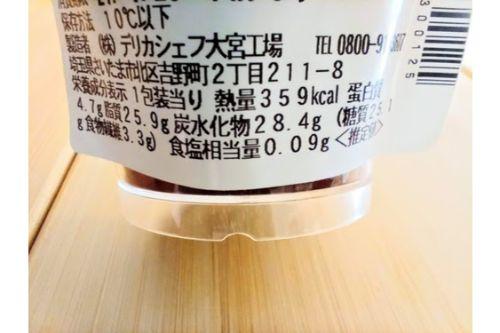 保存方法 10℃以下
製造者 (株)デリカシェフ大宮工場 TEL 0800-9
埼玉県さいたま市北区吉野町2丁目211-8
栄養成分表示 1包装当り 熱量359kcal 蛋白質
4.7g 脂質25.9g 炭水化物28.4g (糖質25.1
g 食物繊維3.3g) 食塩相当量0.09g <推定値>
300125